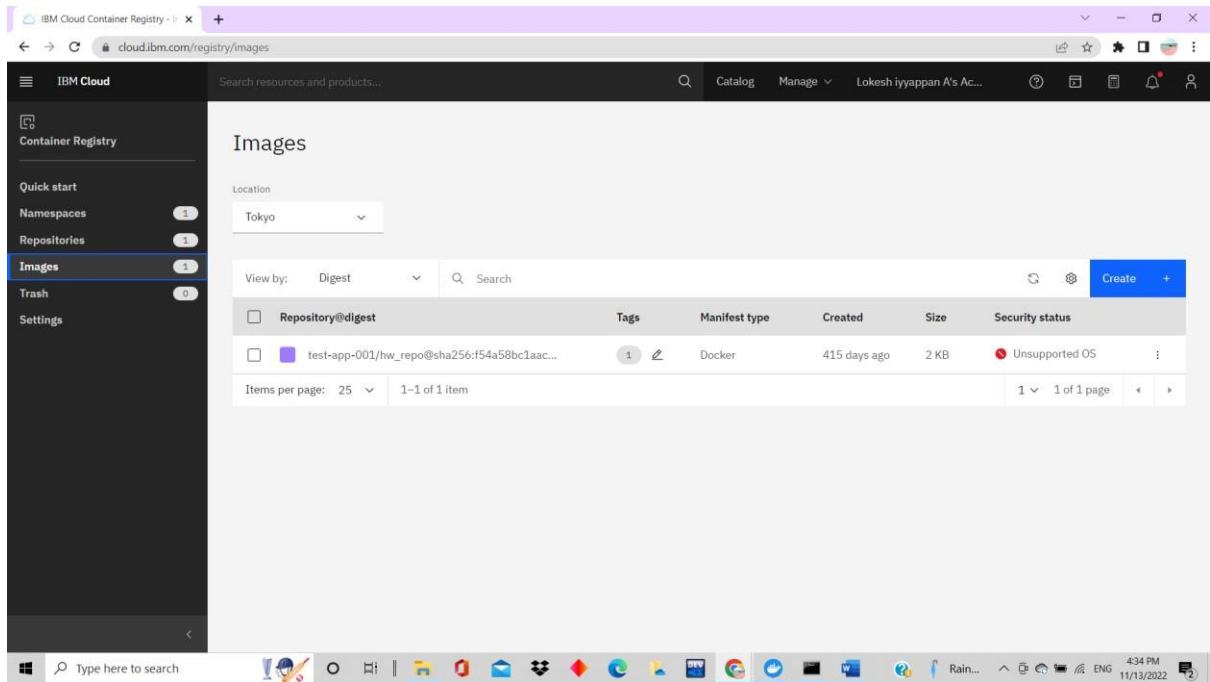 IBM Cloud Container Registry - I
cloud.ibm.com/registry/images
IBM Cloud
Search resources and products...
Catalog
Manage
Lokesh iyyappan A's Ac...
Container Registry
Quick start
Namespaces 1
Repositories 1
Images 1
Trash 0
Settings
Images
Location
Tokyo
View by: Digest
Search
Create +
Repository@digest Tags Manifest type Created Size Security status
test-app-001/hw_repo@sha256:f54a58bc1aac... 1 Docker 415 days ago 2 KB Unsupported OS
Items per page: 25 1–1 of 1 item 1 1 of 1 page
Type here to search
DEV
W
Rain...
ENG
4:34 PM
11/13/2022
2